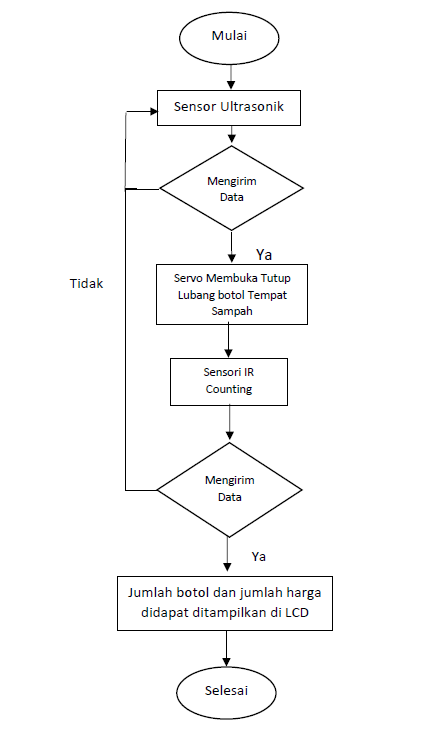 Mulai
Sensor Ultrasonik
Mengirim
Data
Ya
Servo Membuka Tutup
Lubang botol Tempat
Sampah
Tidak
Sensori IR
Counting
Mengirim
Data
Ya
Jumlah botol dan jumlah harga
didapat ditampilkan di LCD
Selesai